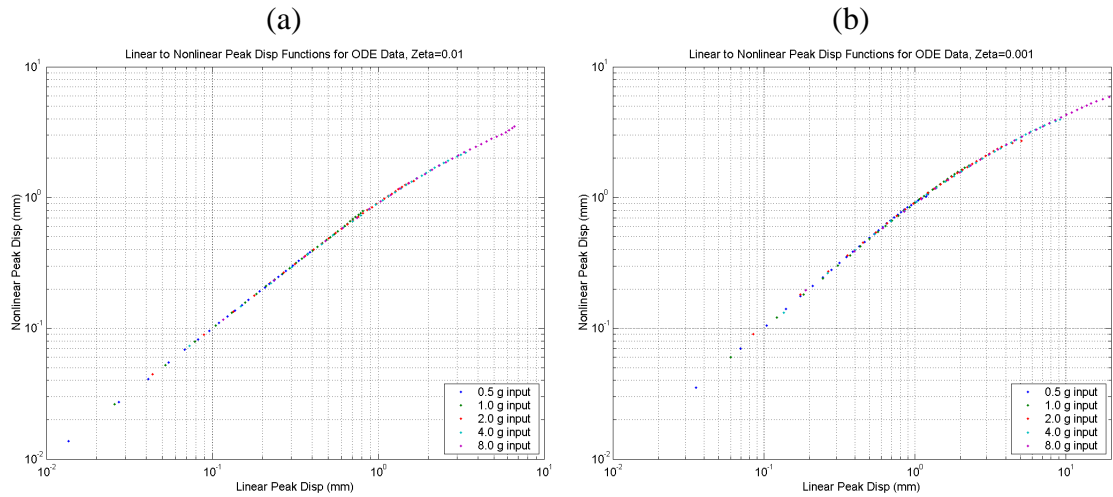 (a)
Linear to Nonlinear Peak Disp Functions for ODE Data, Zeta=0.01
10^1
10^0
10^-1
10^-2
Nonlinear Peak Disp (mm)
0.5 g input
1.0 g input
2.0 g input
4.0 g input
8.0 g input
10^-2
10^-1
10^0
10^1
Linear Peak Disp (mm)
(b)
Linear to Nonlinear Peak Disp Functions for ODE Data, Zeta=0.001
10^1
10^0
10^-1
10^-2
Nonlinear Peak Disp (mm)
0.5 g input
1.0 g input
2.0 g input
4.0 g input
8.0 g input
10^-2
10^-1
10^0
10^1
Linear Peak Disp (mm)